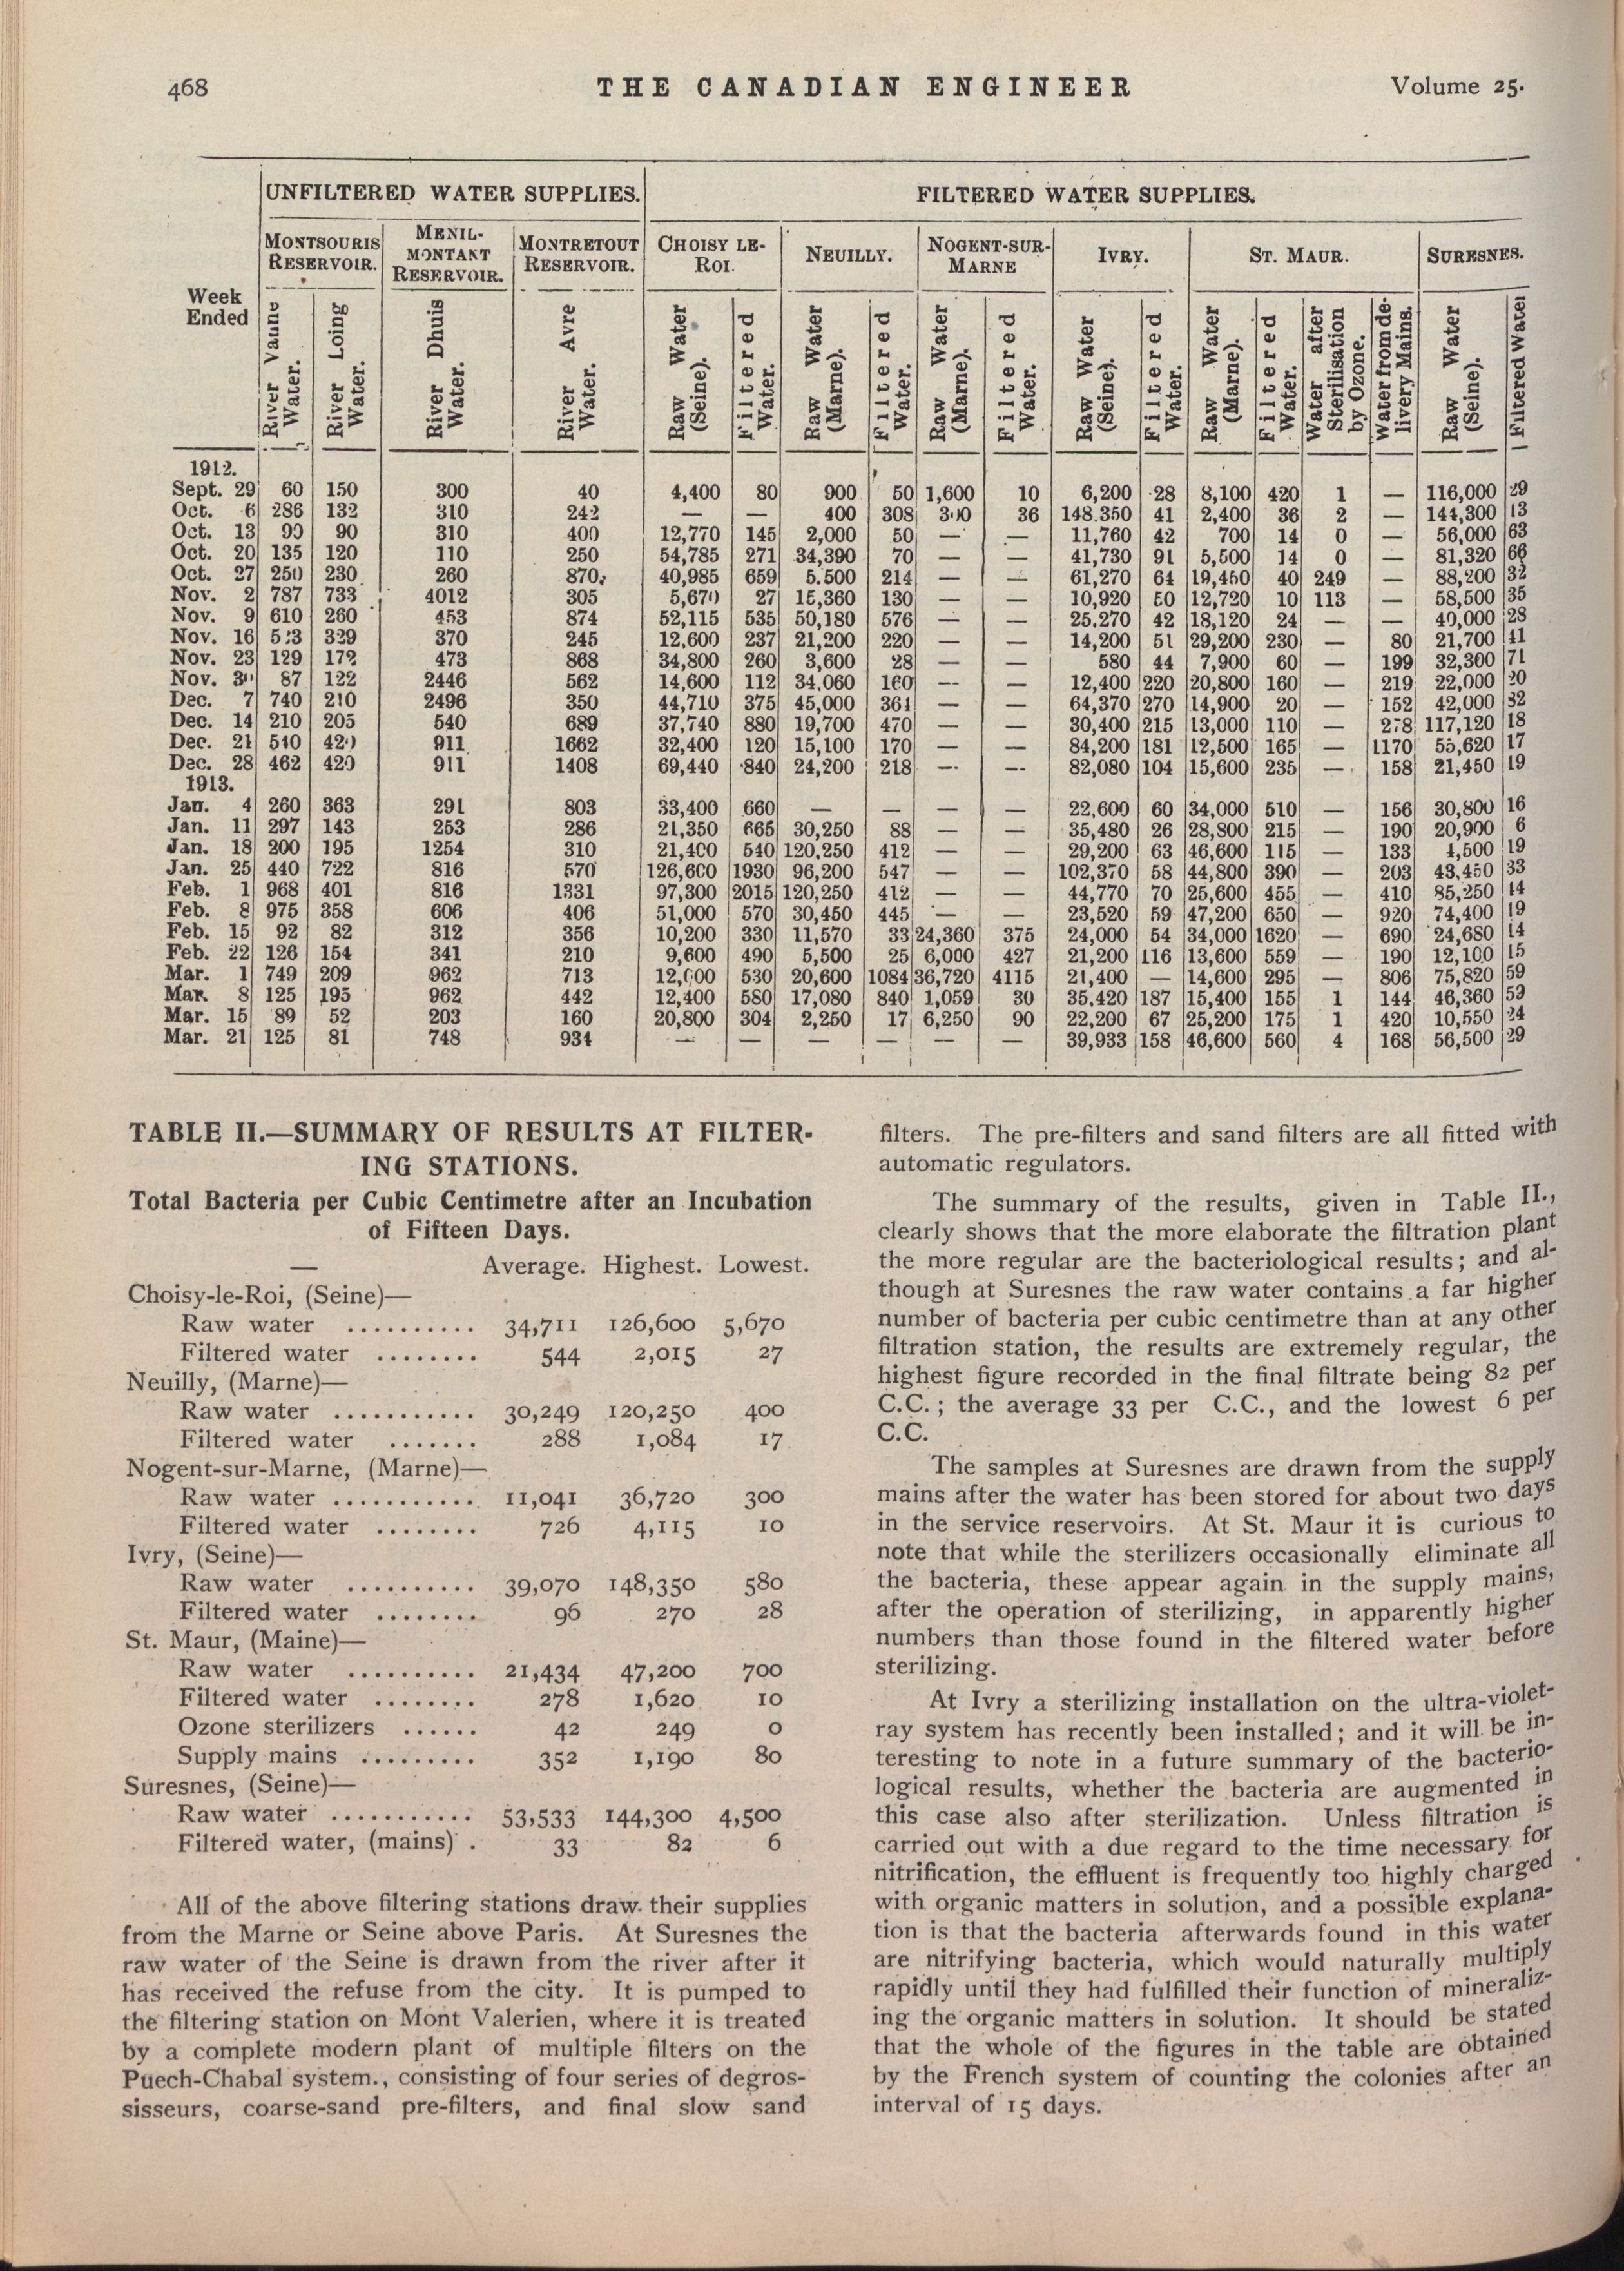 468
THE CANADIAN ENGINEER
Volume 25.
UNFILTERED WATER SUPPLIES. FILTERED WATER SUPPLIES.
Week Ended
MONTSOURIS RESERVOIR. MENIL-MONTANT RESERVOIR. MONTRETOUT RESERVOIR. CHOISY LE-ROI. NEUILLY. NOGENT-SUR-MARNE IVRY. ST. MAUR. SURESNES.
River Vanne Water. River Loing Water. River Dhuis Water. River Avre Water. Raw Water (Seine). Filtered Water. Raw Water (Marne). Filtered Water. Raw Water (Marne). Filtered Water. Raw Water (Seine). Filtered Water. Raw Water (Marne). Filtered Water. Water after Sterilisation by Ozone. Water from delivery Mains. Raw Water (Seine). Filtered Water
1912.
Sept. 29 60 150 300 40 4,400 80 900 50 1,600 10 6,200 28 8,100 420 1 — 116,000 29
Oct. 6 286 132 310 242 — — 400 308 300 36 148.350 41 2,400 36 2 — 144,300 13
Oct. 13 99 90 310 400 12,770 145 2,000 50 — — 11,760 42 700 14 0 — 56,000 63
Oct. 20 135 120 110 250 54,785 271 34,390 70 — — 41,730 91 5,500 14 0 — 81,320 66
Oct. 27 250 230 260 870 40,985 659 5.500 214 — — 61,270 64 19,450 40 249 — 88,200 32
Nov. 2 787 733 4012 305 5,670 27 15,360 130 — — 10,920 50 12,720 10 113 — 58,500 35
Nov. 9 610 260 453 874 52,115 535 50,180 576 — — 25.270 42 18,120 24 — — 40,000 28
Nov. 16 329 370 245 12,600 237 21,200 220 — — 14,200 51 29,200 230 — 80 21,700 41
Nov. 23 129 172 473 868 34,800 260 3,600 28 — — 580 44 7,900 60 — 199 32,300 71
Nov. 30 87 122 2446 562 14,600 112 34.060 160 -- — 12,400 220 20,800 160 — 219 22,000 20
Dec. 7 740 210 2496 350 44,710 375 45,000 361 — — 64,370 270 14,900 20 — 152 42,000
Dec. 14 210 205 540 689 37,740 880 19,700 470 — — 30,400 215 13,000 110 — 278 117,120 18
Dec. 21 510 420 911 1662 32,400 120 15,100 170 — — 84,200 181 12,500 165 — 1170 55,620 17
Dec. 28 462 420 911 1408 69,440 840 24,200 218 — -- 82,080 104 15,600 235 — 158 21,450 19
1913.
Jan. 4 260 363 291 803 33,400 660 — — — — 22,600 60 34,000 510 — 156 30,800 16
Jan. 11 297 143 253 286 21,350 665 30,250 88 — — 35,480 26 28,800 215 — 190 20,900 6
Jan. 18 200 195 1254 310 21,400 540 120.250 412 — — 29,200 63 46,600 115 — 133 4,500 19
Jan. 25 440 722 816 570 126,600 1930 96,200 547 — — 102,370 58 44,800 390 — 203 43,450 33
Feb. 1 968 401 816 1331 97,300 2015 120,250 412 — — 44,770 70 25,600 455 — 410 85,250 14
Feb. 8 975 358 606 406 51,000 570 30,450 445 — — 23,520 59 47,200 650 — 920 74,400 19
Feb. 15 92 82 312 356 10,200 330 11,570 33 24,360 375 24,000 54 34,000 1620 — 690 24,680 14
Feb. 22 126 154 341 210 9,600 490 5,500 25 6,000 427 21,200 116 13,600 559 — 190 12,100 15
Mar. 1 749 209 962 713 12,000 530 20,600 1084 36,720 4115 21,400 — 14,600 295 — 806 75,820 59
Mar. 8 125 195 962 442 12,400 580 17,080 840 1,059 30 35,420 187 15,400 155 1 144 46,360 59
Mar. 15 89 52 203 160 20,800 304 2,250 17 6,250 90 22,200 67 25,200 175 1 420 10,550 24
Mar. 21 125 81 748 934 — — — — — — 39,933 158 46,600 560 4 168 56,500 29
TABLE II.—SUMMARY OF RESULTS AT FILTER-
ING STATIONS.
Total Bacteria per Cubic Centimetre after an Incubation
of Fifteen Days.
— Average. Highest. Lowest.
Choisy-le-Roi, (Seine)—
Raw water .......... 34,711 126,600 5,670
Filtered water ........ 544 2,015 27
Neuilly, (Marne)—
Raw water ........... 30,249 120,250 400
Filtered water ....... 288 1,084 17
Nogent-sur-Marne, (Marne)—
Raw water ........... 11,041 36,720 300
Filtered water ........ 726 4,115 10
Ivry, (Seine)—
Raw water .......... 39,070 148,350 580
Filtered water ........ 96 270 28
St. Maur, (Maine)—
Raw water .......... 21,434 47,200 700
Filtered water ........ 278 1,620 10
Ozone sterilizers ...... 42 249 0
Supply mains ......... 352 1,190 80
Suresnes, (Seine)—
Raw water ........... 53,533 144,300 4,500
Filtered water, (mains) . 33 82 6
All of the above filtering stations draw their supplies
from the Marne or Seine above Paris. At Suresnes the
raw water of the Seine is drawn from the river after it
has received the refuse from the city. It is pumped to
the filtering station on Mont Valerien, where it is treated
by a complete modern plant of multiple filters on the
Puech-Chabal system., consisting of four series of degros-
sisseurs, coarse-sand pre-filters, and final slow sand
filters. The pre-filters and sand filters are all fitted with
automatic regulators.
The summary of the results, given in Table II.,
clearly shows that the more elaborate the filtration plant
the more regular are the bacteriological results; and al-
though at Suresnes the raw water contains a far higher
number of bacteria per cubic centimetre than at any other
filtration station, the results are extremely regular, the
highest figure recorded in the final filtrate being 82 per
C.C.; the average 33 per C.C., and the lowest 6 per
C.C.
The samples at Suresnes are drawn from the supply
mains after the water has been stored for about two days
in the service reservoirs. At St. Maur it is curious to
note that while the sterilizers occasionally eliminate all
the bacteria, these appear again in the supply mains,
after the operation of sterilizing, in apparently higher
numbers than those found in the filtered water before
sterilizing.
At Ivry a sterilizing installation on the ultra-violet-
ray system has recently been installed; and it will be in-
teresting to note in a future summary of the bacterio-
logical results, whether the bacteria are augmented in
this case also after sterilization. Unless filtration is
carried out with a due regard to the time necessary for
nitrification, the effluent is frequently too highly charged
with organic matters in solution, and a possible explana-
tion is that the bacteria afterwards found in this water
are nitrifying bacteria, which would naturally multiply
rapidly until they had fulfilled their function of mineraliz-
ing the organic matters in solution. It should be stated
that the whole of the figures in the table are obtained
by the French system of counting the colonies after an
interval of 15 days.